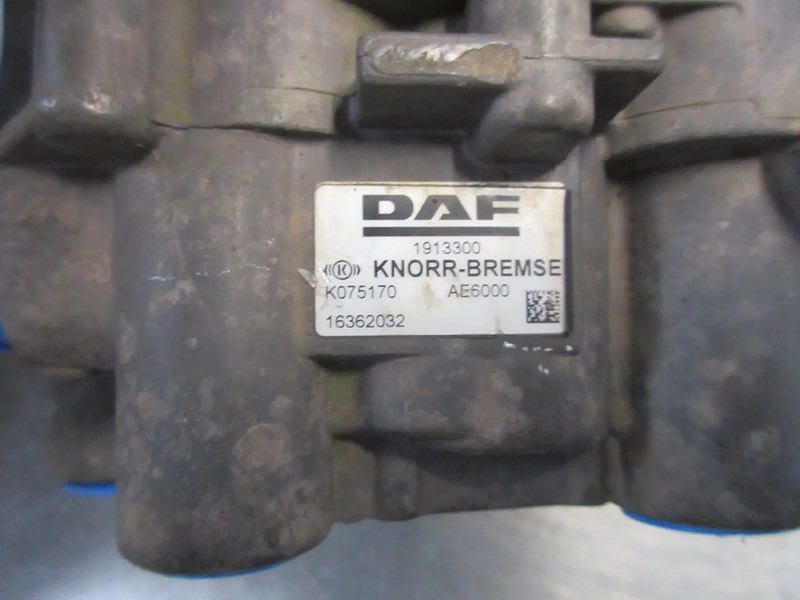 DAF
1913300
K KNORR-BREMSE
K075170 AE6000
16362032